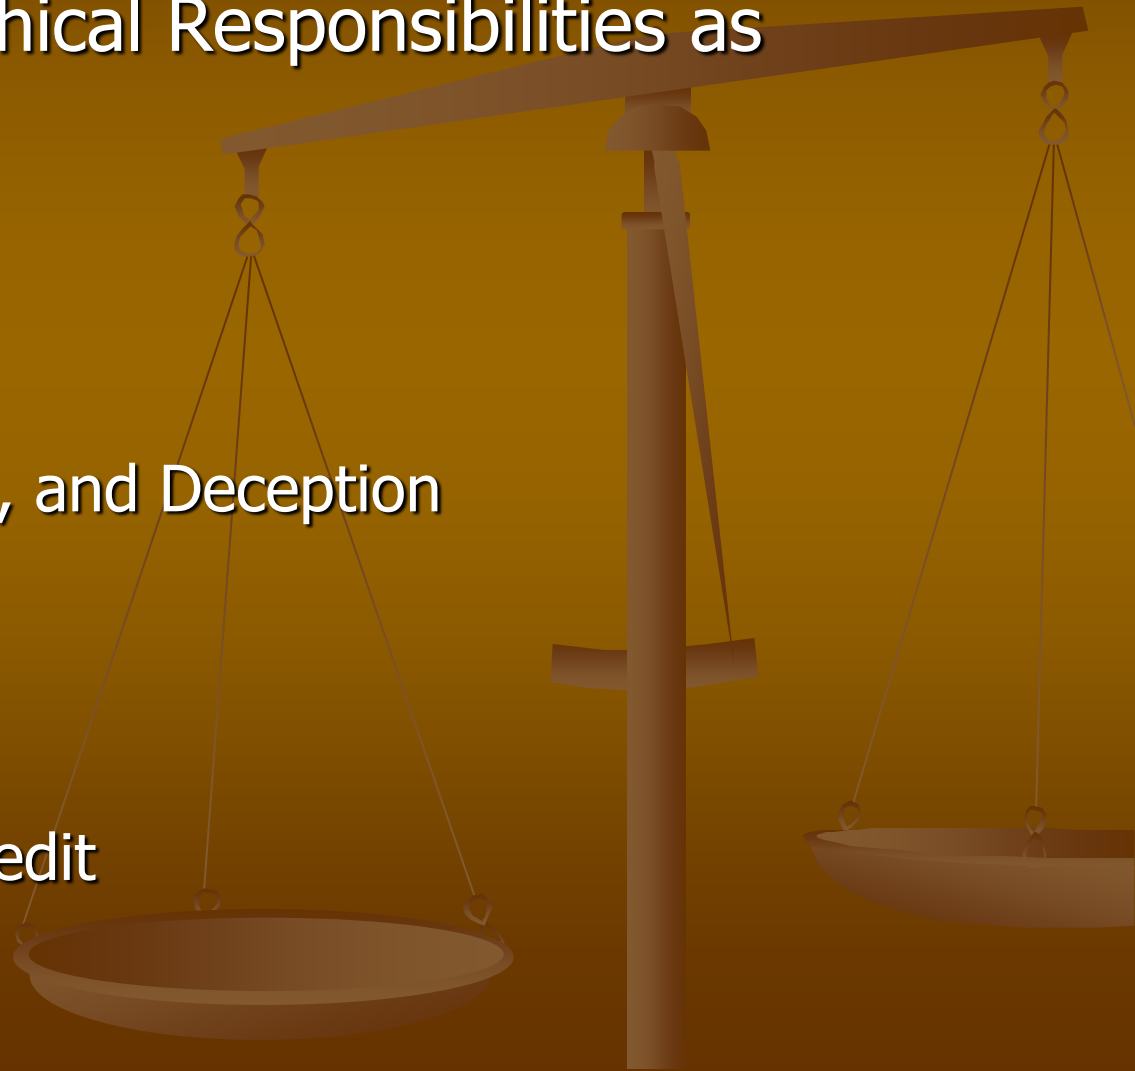 hical Responsibilities as
, and Deception
edit